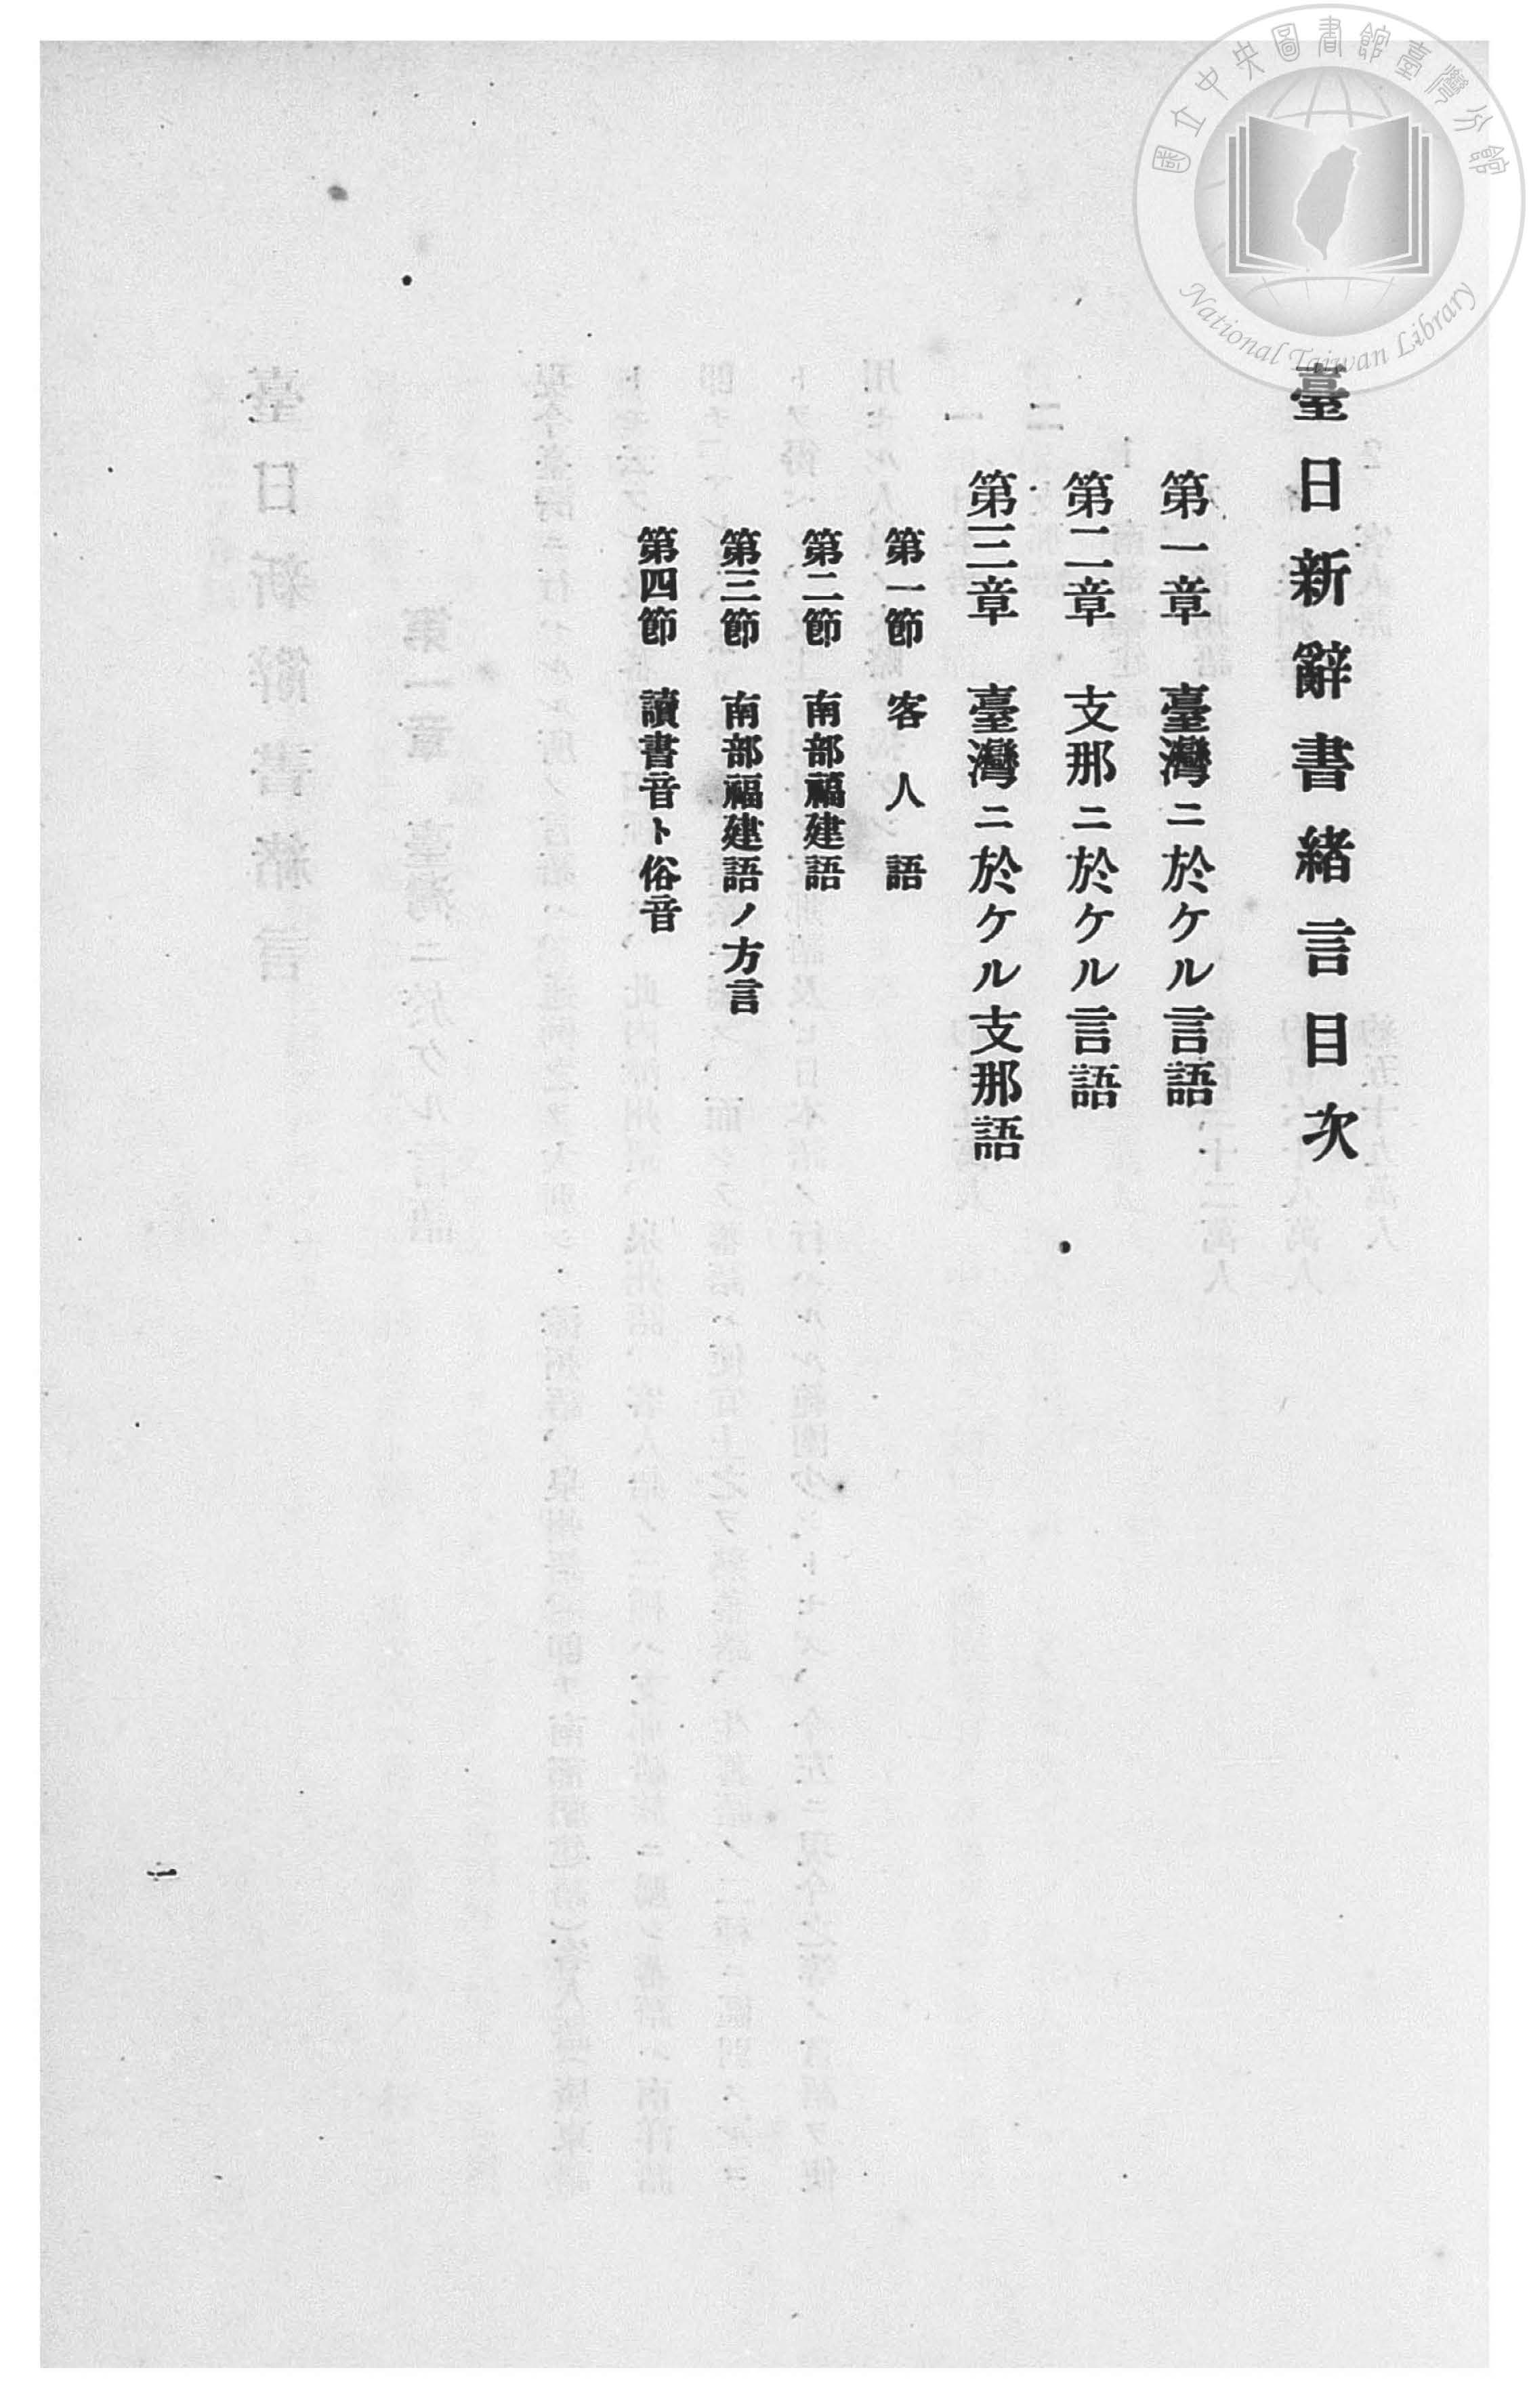 臺日新辭書緖言目次
第一章 臺灣ニ於ケル言語
第二章 支那ニ於ケル言語
第三章 臺灣ニ於ケル支那語
第一節 客人語
第二節 南部福建語
第三節 南部福建語ノ方言
第四節 讀書音ト俗音
一
國立中央圖書館臺灣分館
National Taiwan Library